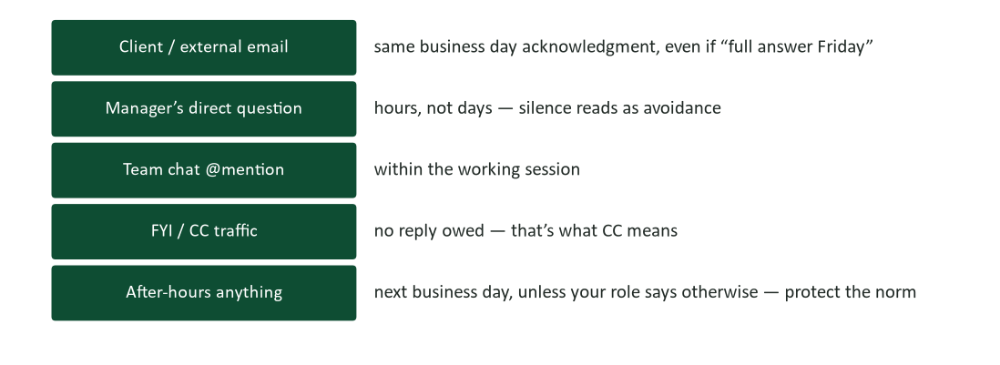 Client / external email
same business day acknowledgment, even if “full answer Friday”
Manager’s direct question
hours, not days — silence reads as avoidance
Team chat @mention
within the working session
FYI / CC traffic
no reply owed — that’s what CC means
After-hours anything
next business day, unless your role says otherwise — protect the norm